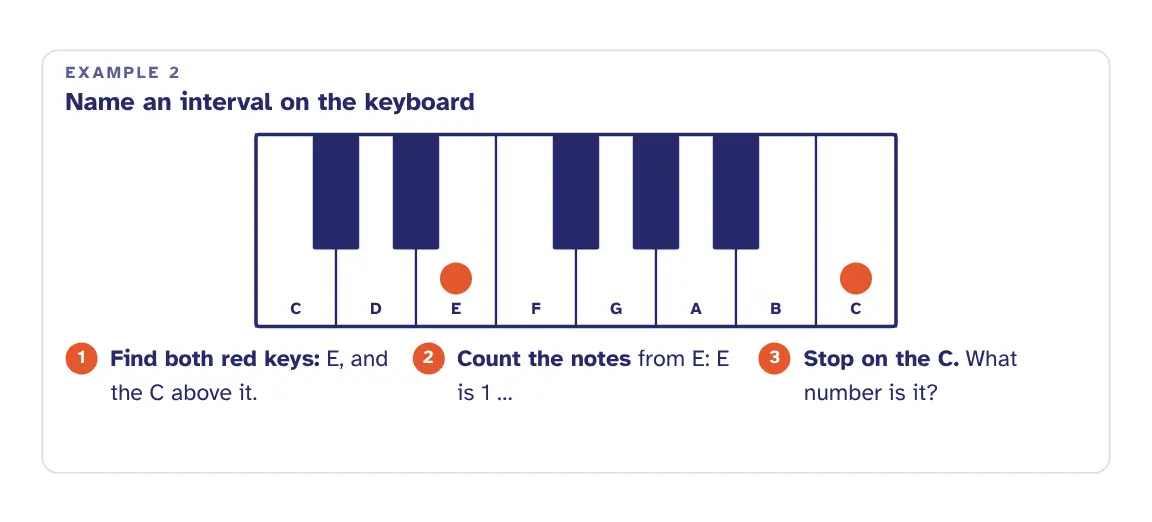 EXAMPLE 2
Name an interval on the keyboard
C D E F G A B C
1 Find both red keys: E, and
the C above it.
2 Count the notes from E: E
is 1 ...
3 Stop on the C. What
number is it?